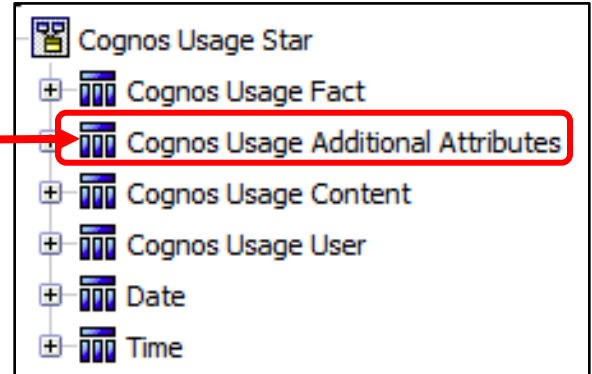 Cognos Usage Star
Cognos Usage Fact
Cognos Usage Additional Attributes
Cognos Usage Content
Cognos Usage User
Date
Time